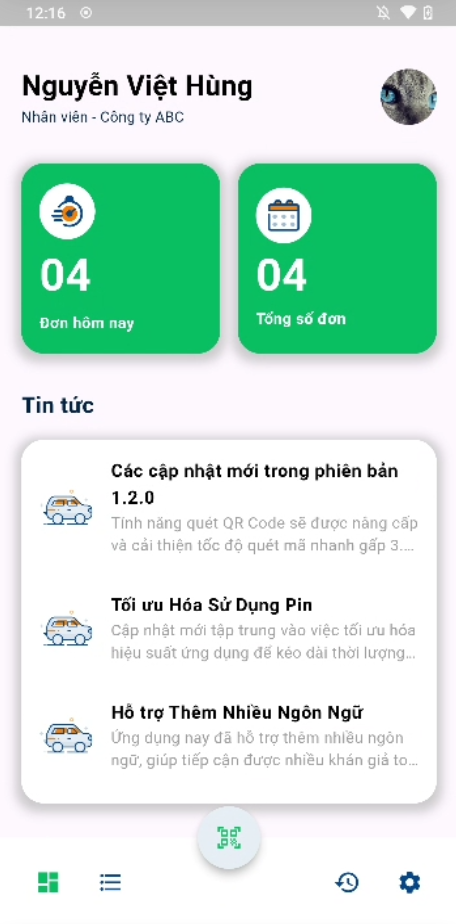 12:16
Nguyễn Việt Hùng
Nhân viên - Công ty ABC
04
Đơn hôm nay
04
Tổng số đơn
Tin tức
Các cập nhật mới trong phiên bản
1.2.0
Tính năng quét QR Code sẽ được nâng cấp
và cải thiện tốc độ quét mã nhanh gấp 3....
Tối ưu Hóa Sử Dụng Pin
Cập nhật mới tập trung vào việc tối ưu hóa
hiệu suất ứng dụng để kéo dài thời lượng...
Hỗ trợ Thêm Nhiều Ngôn Ngữ
Ứng dụng nay đã hỗ trợ thêm nhiều ngôn
ngữ, giúp tiếp cận được nhiều khán giả to...